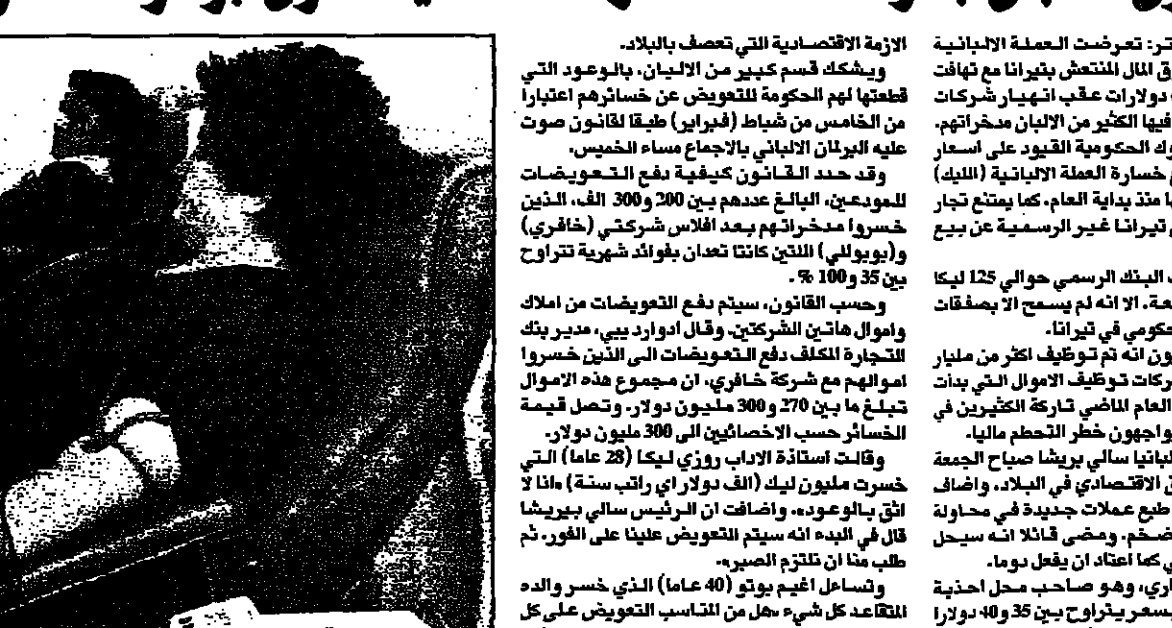 تر: تعرضت العملة الالبانية
ق المال المنتعش بتيرانا مع تهافت
دولارات عقب انهيار شركات
فيها الكثير من الالبان مدخراتهم.
وك الحكومية القيود على اسعار
خسارة العملة الالبانية (الليك)
ها منذ بداية العام، كما يمتنع تجار
تيرانا غير الرسمية عن بيع
البنك الرسمي حوالي 125 ليكا
عة، الا انه لم يسمح الا بصفقات
حكومي في تيرانا.
ون انه تم توظيف اكثر من مليار
ركات توظيف الاموال التي بدأت
العام الماضي تاركة الكثيرين في
واجهون خطر التحطم ماليا.
لبانيا سالي بريشا صباح الجمعة
ق الاقتصادي في البلاد، واضاف
طبع عملات جديدة في محاولة
ضخم، ومضى قائلا انه سيحل
ي كما اعتاد ان يفعل دوما.
اري، وهو صاحب محل احذية
سعر يتراوح بين 35 و40 دولارا
الازمة الاقتصادية التي تعصف بالبلاد.
ويشكك قسم كبير من الالبان، بالوعود التي
قطعتها لهم الحكومة للتعويض عن خسائرهم اعتبارا
من الخامس من شباط (فبراير) طبقا لقانون صوت
عليه البرلمان الالباني بالاجماع مساء الخميس.
وقد حدد القانون كيفية دفع التعويضات
للمودعين، البالغ عددهم بين 200 و300 الف، الذين
خسروا مدخراتهم بعد افلاس شركتي (خافري)
و(بوبوللي) اللتين كانتا تعدان بفوائد شهرية تتراوح
بين 35 و100 %.
وحسب القانون، سيتم دفع التعويضات من املاك
واموال هاتين الشركتين. وقال ادوارد بيبي، مدير بنك
التجارة المكلف دفع التعويضات الى الذين خسروا
اموالهم مع شركة خافري، ان مجموع هذه الاموال
تبلغ ما بين 270 و300 مليون دولار. وتصل قيمة
الخسائر حسب الاخصائيين الى 300 مليون دولار.
وقالت استاذة الاداب روزي ليكا (28 عاما) التي
خسرت مليون ليك (الف دولار اي راتب سنة) «انا لا
اثق بالوعود». واضافت ان الرئيس سالي بيريشا
قال في البدء انه سيتم التعويض علينا على الفور، ثم
طلب منا ان نلتزم الصبر».
وتساءل اغيم بوتو (40 عاما) الذي خسر والده
المتقاعد كل شيء «هل من المناسب التعويض على كل